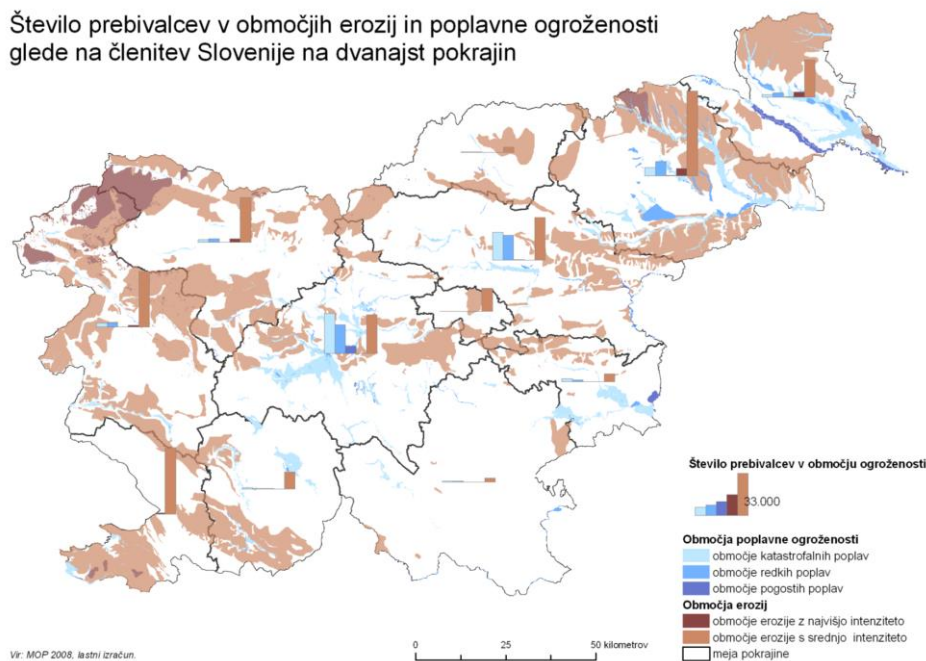 Število prebivalcev v območjih erozij in poplavne ogroženosti
glede na členitev Slovenije na dvanajst pokrajin
Število prebivalcev v območju ogroženosti
33.000
Območja poplavne ogroženosti
območje katastrofalnih poplav
območje redkih poplav
območje pogostih poplav
Območja erozij
območje erozije z najvišjo intenziteto
območje erozije s srednjo intenziteto
meja pokrajine
0 25 50 kilometrov
Vir: MOP 2008, lastni izračun.